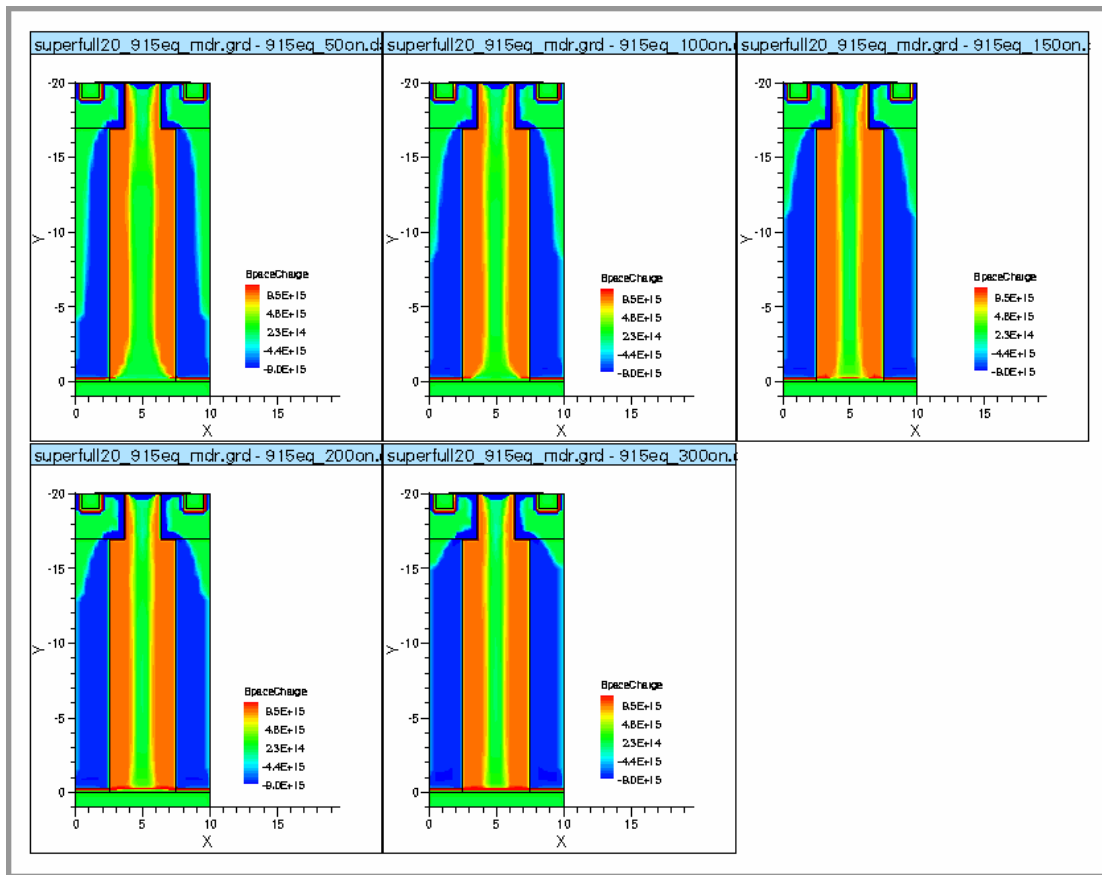 superfull20_915eq_mdr.grd - 915eq_50on.da
superfull20_915eq_mdr.grd - 915eq_100on.
superfull20_915eq_mdr.grd - 915eq_150on.
-20
-15
-10
-5
0
Y
0 5 10 15
X
SpaceCharge
9.5E+15
4.8E+15
2.3E+14
-4.4E+15
-9.0E+15
-20
-15
-10
-5
0
Y
0 5 10 15
X
SpaceCharge
9.5E+15
4.8E+15
2.3E+14
-4.4E+15
-9.0E+15
-20
-15
-10
-5
0
Y
0 5 10 15
X
SpaceCharge
9.5E+15
4.8E+15
2.3E+14
-4.4E+15
-9.0E+15
superfull20_915eq_mdr.grd - 915eq_200on.
superfull20_915eq_mdr.grd - 915eq_300on.
-20
-15
-10
-5
0
Y
0 5 10 15
X
SpaceCharge
9.5E+15
4.8E+15
2.3E+14
-4.4E+15
-9.0E+15
-20
-15
-10
-5
0
Y
0 5 10 15
X
SpaceCharge
9.5E+15
4.8E+15
2.3E+14
-4.4E+15
-9.0E+15